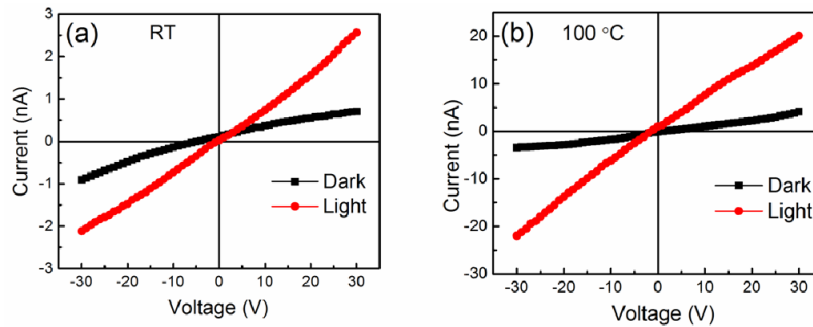 (a) RT
3
2
1
0
-1
-2
-3
Current (nA)
Dark
Light
-30 -20 -10 0 10 20 30
Voltage (V)
(b) 100 °C
20
10
0
-10
-20
-30
Current (nA)
Dark
Light
-30 -20 -10 0 10 20 30
Voltage (V)